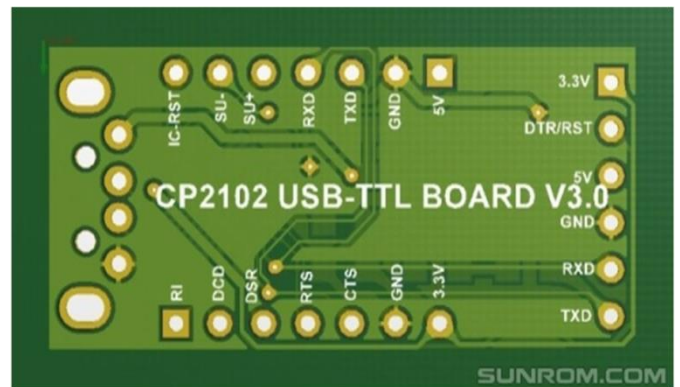 IC-RST SU- SU+ RXD TXD GND 5V
3.3V
DTR/RST
5V
CP2102 USB-TTL BOARD V3.0
GND
RXD
RI DCD DSR RTS CTS GND 3.3V
TXD
SUNROM.COM